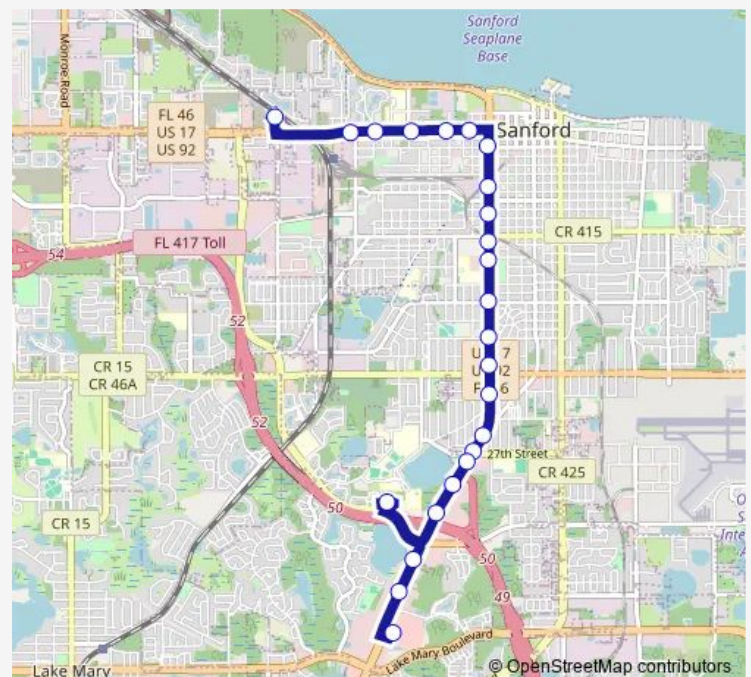 Sanford
Seaplane
Base
Monroe Road
FL 46
US 17
US 92
Sanford
FL 417 Toll
54
CR 415
52
CR 15
CR 46A
52
27th Street
CR 425
50
CR 15
50
49
Lake Mary Boulevard
Lake Mary
© OpenStreetMap contributors